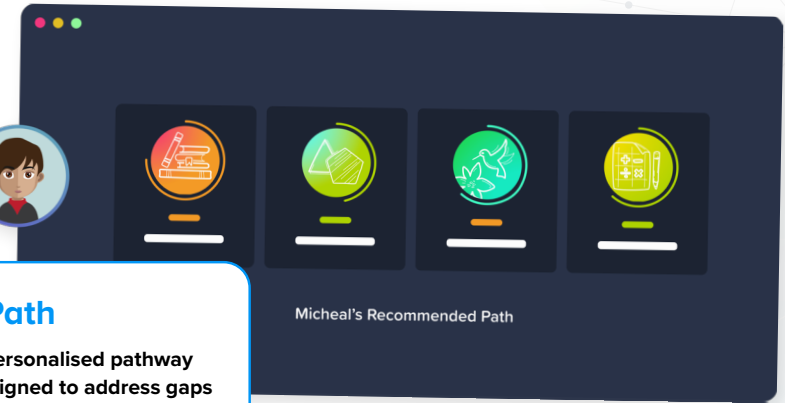 Micheal's Recommended Path
Path
ersonalised pathway
igned to address gaps